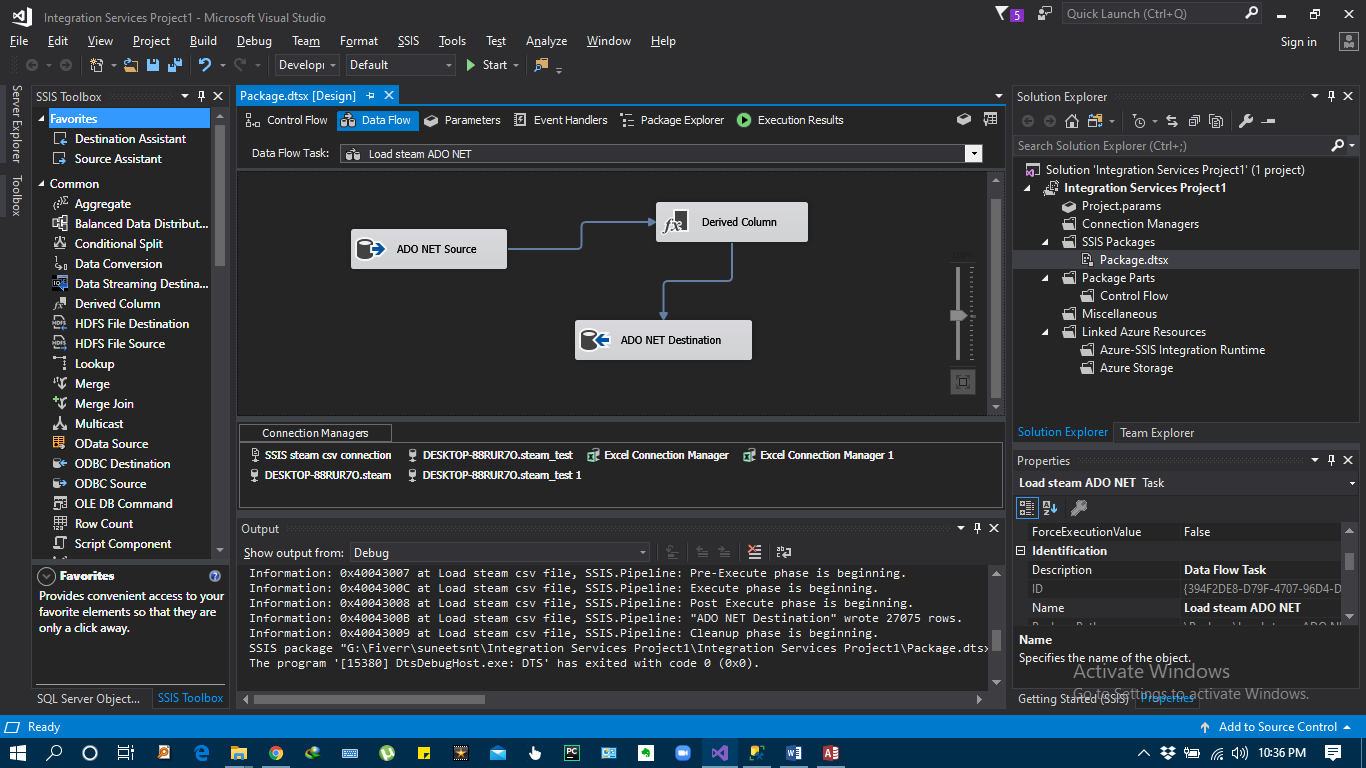 Integration Services Project1 - Microsoft Visual Studio
5
Quick Launch (Ctrl+Q)
File Edit View Project Build Debug Team Format SSIS Tools Test Analyze Window Help
Sign in
Developı Default Start
Server Explorer
Toolbox
SSIS Toolbox
Favorites
Destination Assistant
Source Assistant
Common
Aggregate
Balanced Data Distribut...
Conditional Split
Data Conversion
Data Streaming Destina...
Derived Column
HDFS File Destination
HDFS File Source
Lookup
Merge
Merge Join
Multicast
OData Source
ODBC Destination
ODBC Source
OLE DB Command
Row Count
Script Component
Favorites
Provides convenient access to your
favorite elements so that they are
only a click away.
SQL Server Object... SSIS Toolbox
Package.dtsx [Design]
Control Flow Data Flow Parameters Event Handlers Package Explorer Execution Results
Data Flow Task: Load steam ADO NET
ADO NET Source
Derived Column
ADO NET Destination
Connection Managers
SSIS steam csv connection DESKTOP-88RUR7O.steam_test Excel Connection Manager Excel Connection Manager 1
DESKTOP-88RUR7O.steam DESKTOP-88RUR7O.steam_test 1
Output
Show output from: Debug
Information: 0x40043007 at Load steam csv file, SSIS.Pipeline: Pre-Execute phase is beginning.
Information: 0x4004300C at Load steam csv file, SSIS.Pipeline: Execute phase is beginning.
Information: 0x40043008 at Load steam csv file, SSIS.Pipeline: Post Execute phase is beginning.
Information: 0x4004300B at Load steam csv file, SSIS.Pipeline: "ADO NET Destination" wrote 27075 rows.
Information: 0x40043009 at Load steam csv file, SSIS.Pipeline: Cleanup phase is beginning.
SSIS package "G:\Fiverr\suneetsnt\Integration Services Project1\Integration Services Project1\Package.dtsx
The program '[15380] DtsDebugHost.exe: DTS' has exited with code 0 (0x0).
Solution Explorer
Search Solution Explorer (Ctrl+;)
Solution 'Integration Services Project1' (1 project)
Integration Services Project1
Project.params
Connection Managers
SSIS Packages
Package.dtsx
Package Parts
Control Flow
Miscellaneous
Linked Azure Resources
Azure-SSIS Integration Runtime
Azure Storage
Solution Explorer Team Explorer
Properties
Load steam ADO NET Task
ForceExecutionValue False
Identification
Description Data Flow Task
ID {394F2DE8-D79F-4707-96D4-D
Name Load steam ADO NET
Name
Specifies the name of the object.
Activate Windows
Go to Settings to activate Windows.
Getting Started (SSIS) Properties
Ready
Add to Source Control
10:36 PM